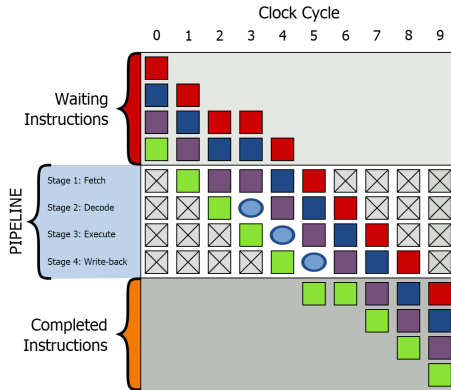 Clock Cycle
0 1 2 3 4 5 6 7 8 9
Waiting
Instructions
PIPELINE
Stage 1: Fetch
Stage 2: Decode
Stage 3: Execute
Stage 4: Write-back
Completed
Instructions